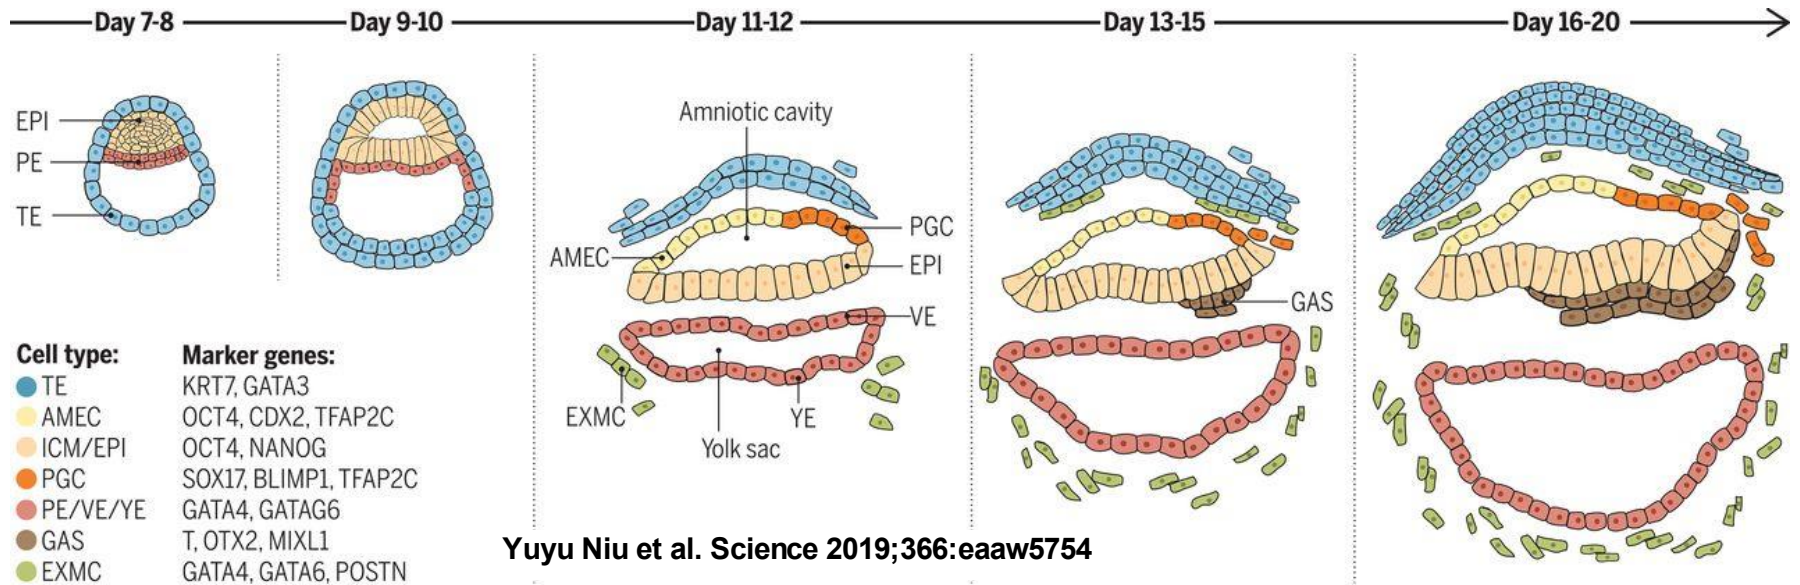 Day 7-8
Day 9-10
Day 11-12
Day 13-15
Day 16-20
EPI
PE
TE
Amniotic cavity
AMEC
PGC
EPI
VE
EXMC
YE
Yolk sac
GAS
Cell type: Marker genes:
TE KRT7, GATA3
AMEC OCT4, CDX2, TFAP2C
ICM/EPI OCT4, NANOG
PGC SOX17, BLIMP1, TFAP2C
PE/VE/YE GATA4, GATAG6
GAS T, OTX2, MIXL1
EXMC GATA4, GATA6, POSTN
Yuyu Niu et al. Science 2019;366:eaaw5754